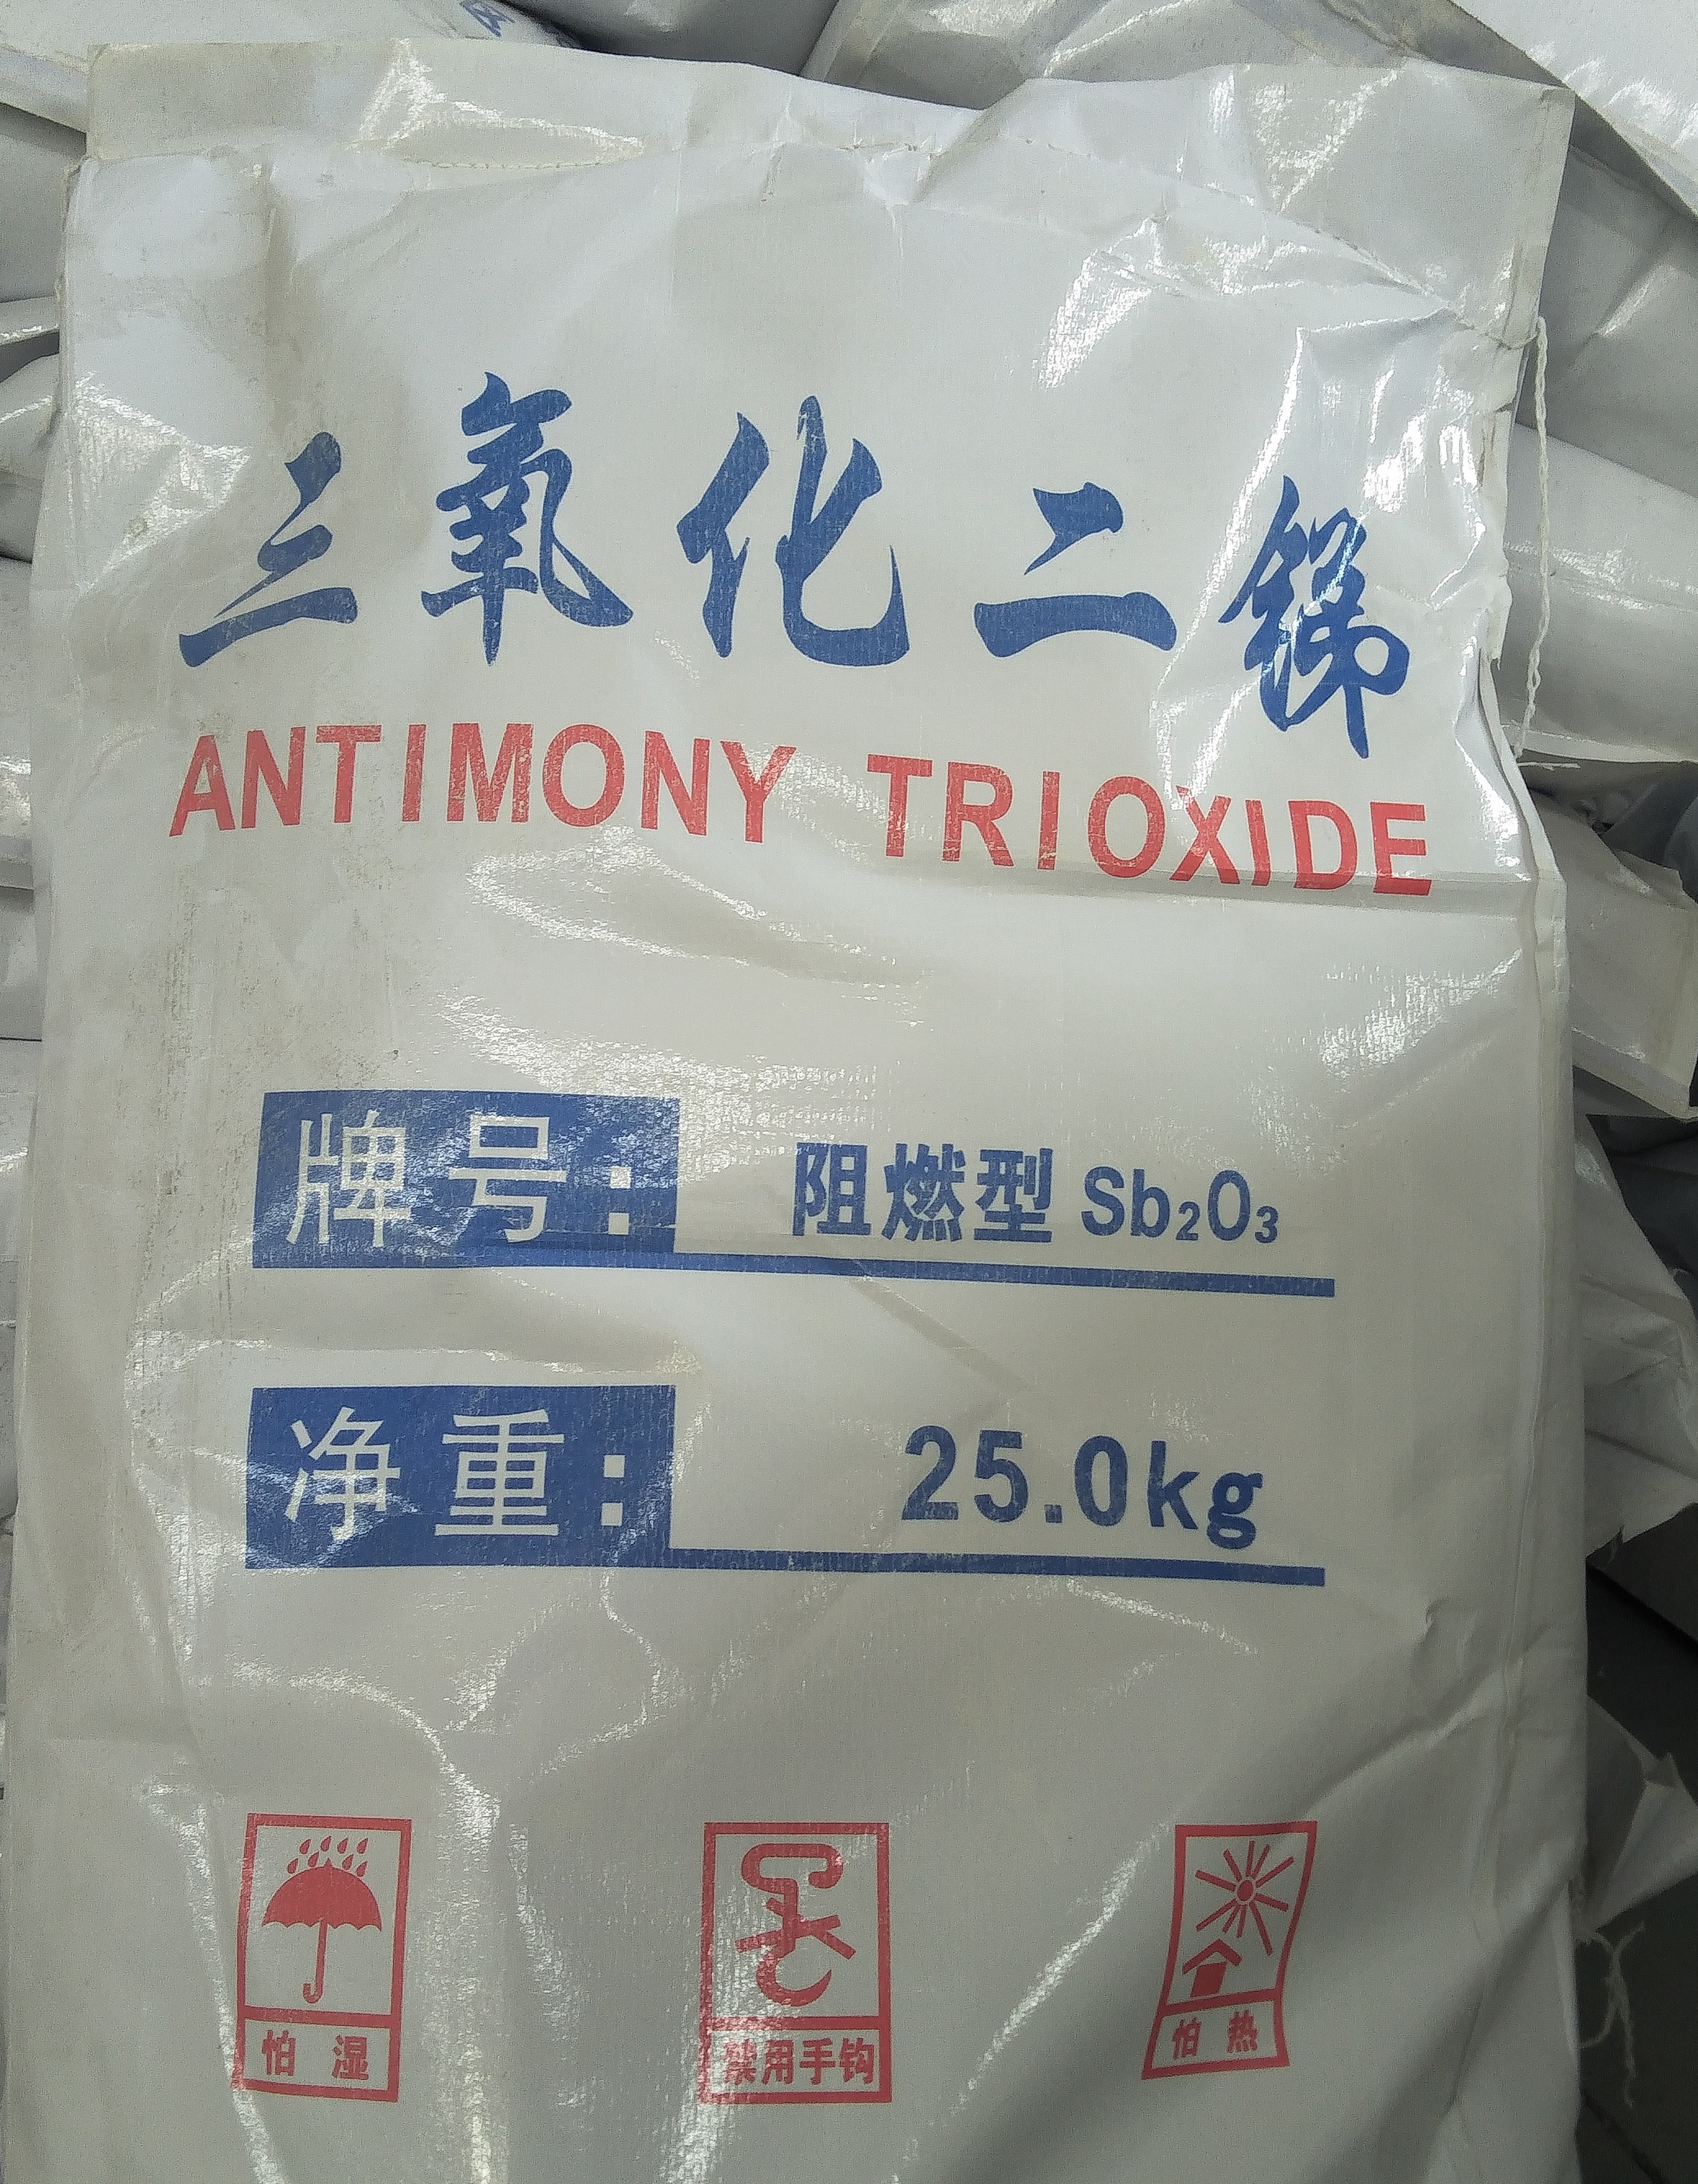 三氧化二锑
ANTIMONY TRIOXIDE
牌号: 阻燃型 Sb₂O₃
净重: 25.0kg
怕湿
禁用手钩
怕热